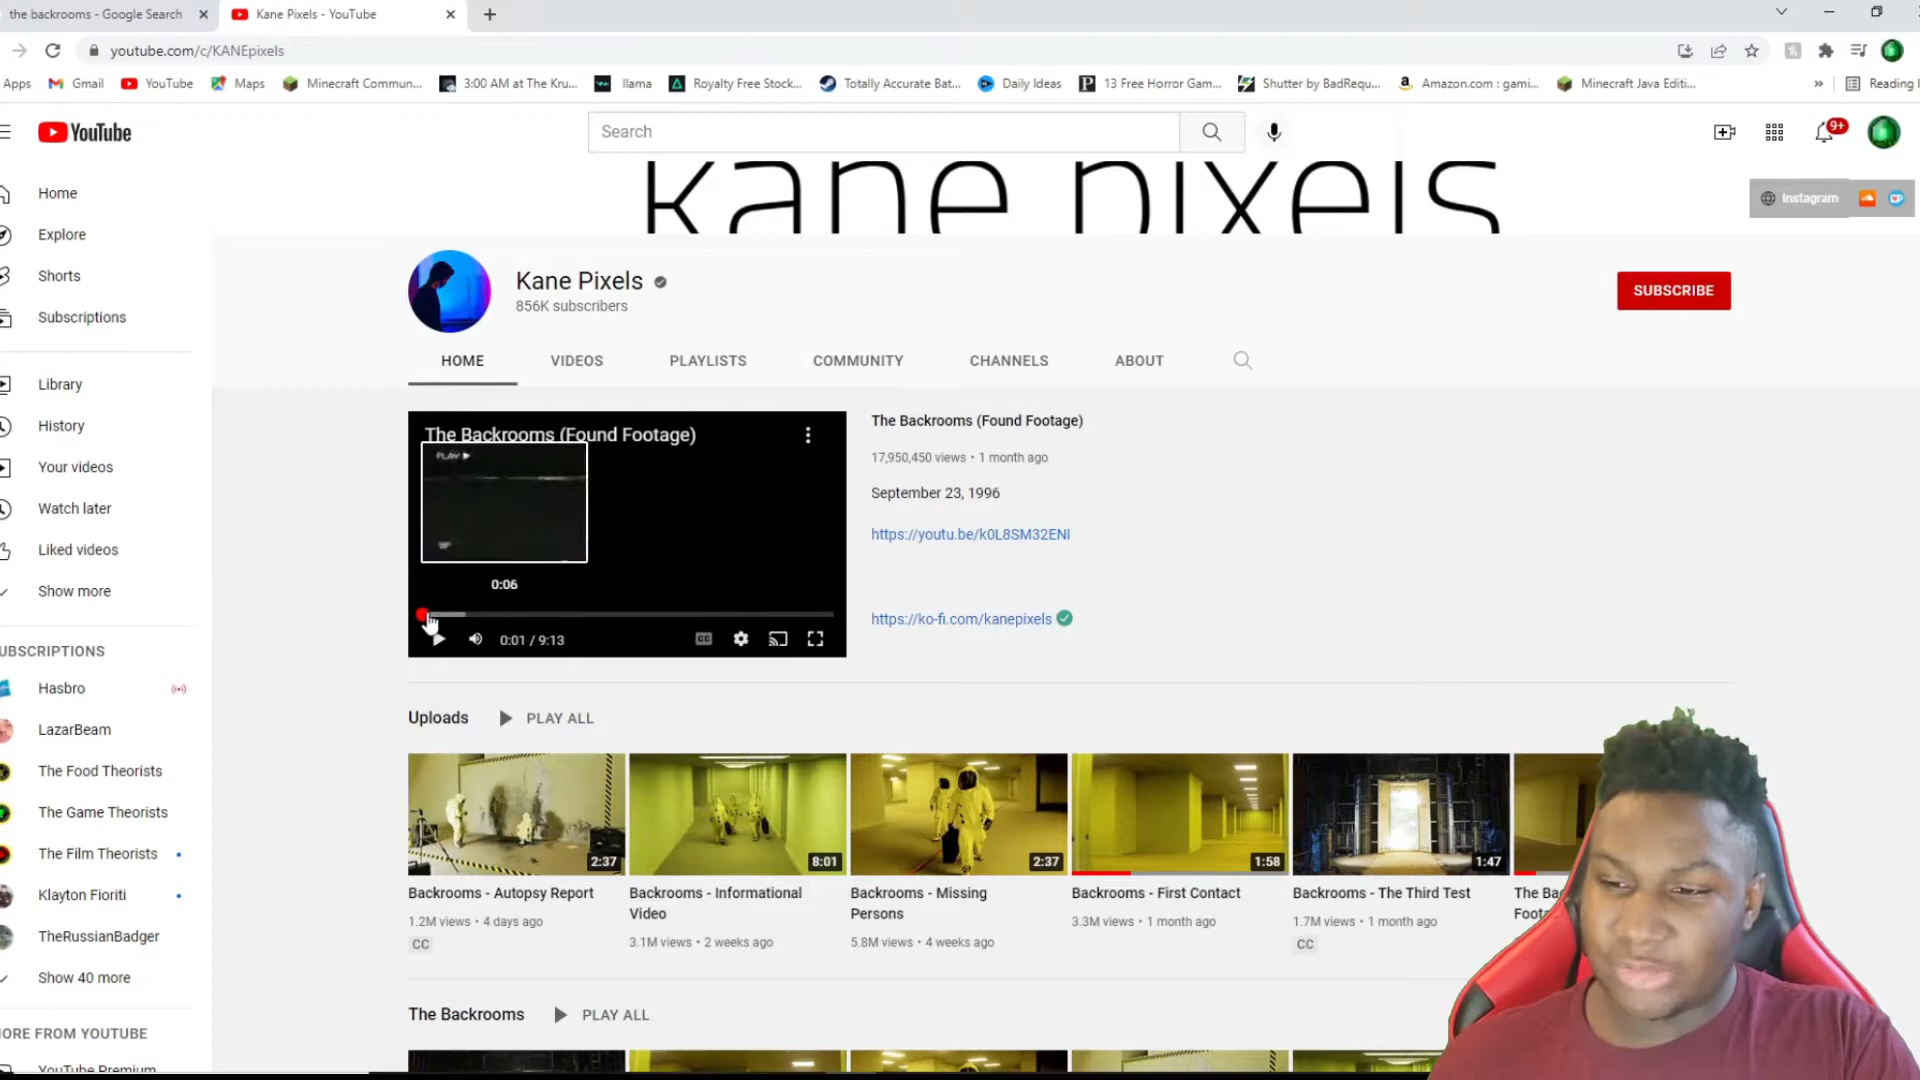 the backrooms - Google Search
Kane Pixels - YouTube
youtube.com/c/KANEpixels
Apps Gmail YouTube Maps Minecraft Commun... 3:00 AM at The Kru... llama Royalty Free Stock... Totally Accurate Bat... Daily Ideas 13 Free Horror Gam... Shutter by BadRequ... Amazon.com : gami... Minecraft Java Editi... » Reading
YouTube
Search
9+
kane pixels
Instagram
Home
Explore
Shorts
Subscriptions
Library
History
Your videos
Watch later
Liked videos
Show more
UBSCRIPTIONS
Hasbro
LazarBeam
The Food Theorists
The Game Theorists
The Film Theorists
Klayton Fioriti
TheRussianBadger
Show 40 more
ORE FROM YOUTUBE
YouTube Premium
Kane Pixels
856K subscribers
SUBSCRIBE
HOME VIDEOS PLAYLISTS COMMUNITY CHANNELS ABOUT
The Backrooms (Found Footage)
PLAY
0:06
0:01 / 9:13
CC
The Backrooms (Found Footage)
17,950,450 views • 1 month ago
September 23, 1996
https://youtu.be/k0L8SM32ENI
https://ko-fi.com/kanepixels
Uploads PLAY ALL
2:37
Backrooms - Autopsy Report
1.2M views • 4 days ago
CC
8:01
Backrooms - Informational
Video
3.1M views • 2 weeks ago
2:37
Backrooms - Missing
Persons
5.8M views • 4 weeks ago
1:58
Backrooms - First Contact
3.3M views • 1 month ago
1:47
Backrooms - The Third Test
1.7M views • 1 month ago
CC
The Ba
Foota
The Backrooms PLAY ALL